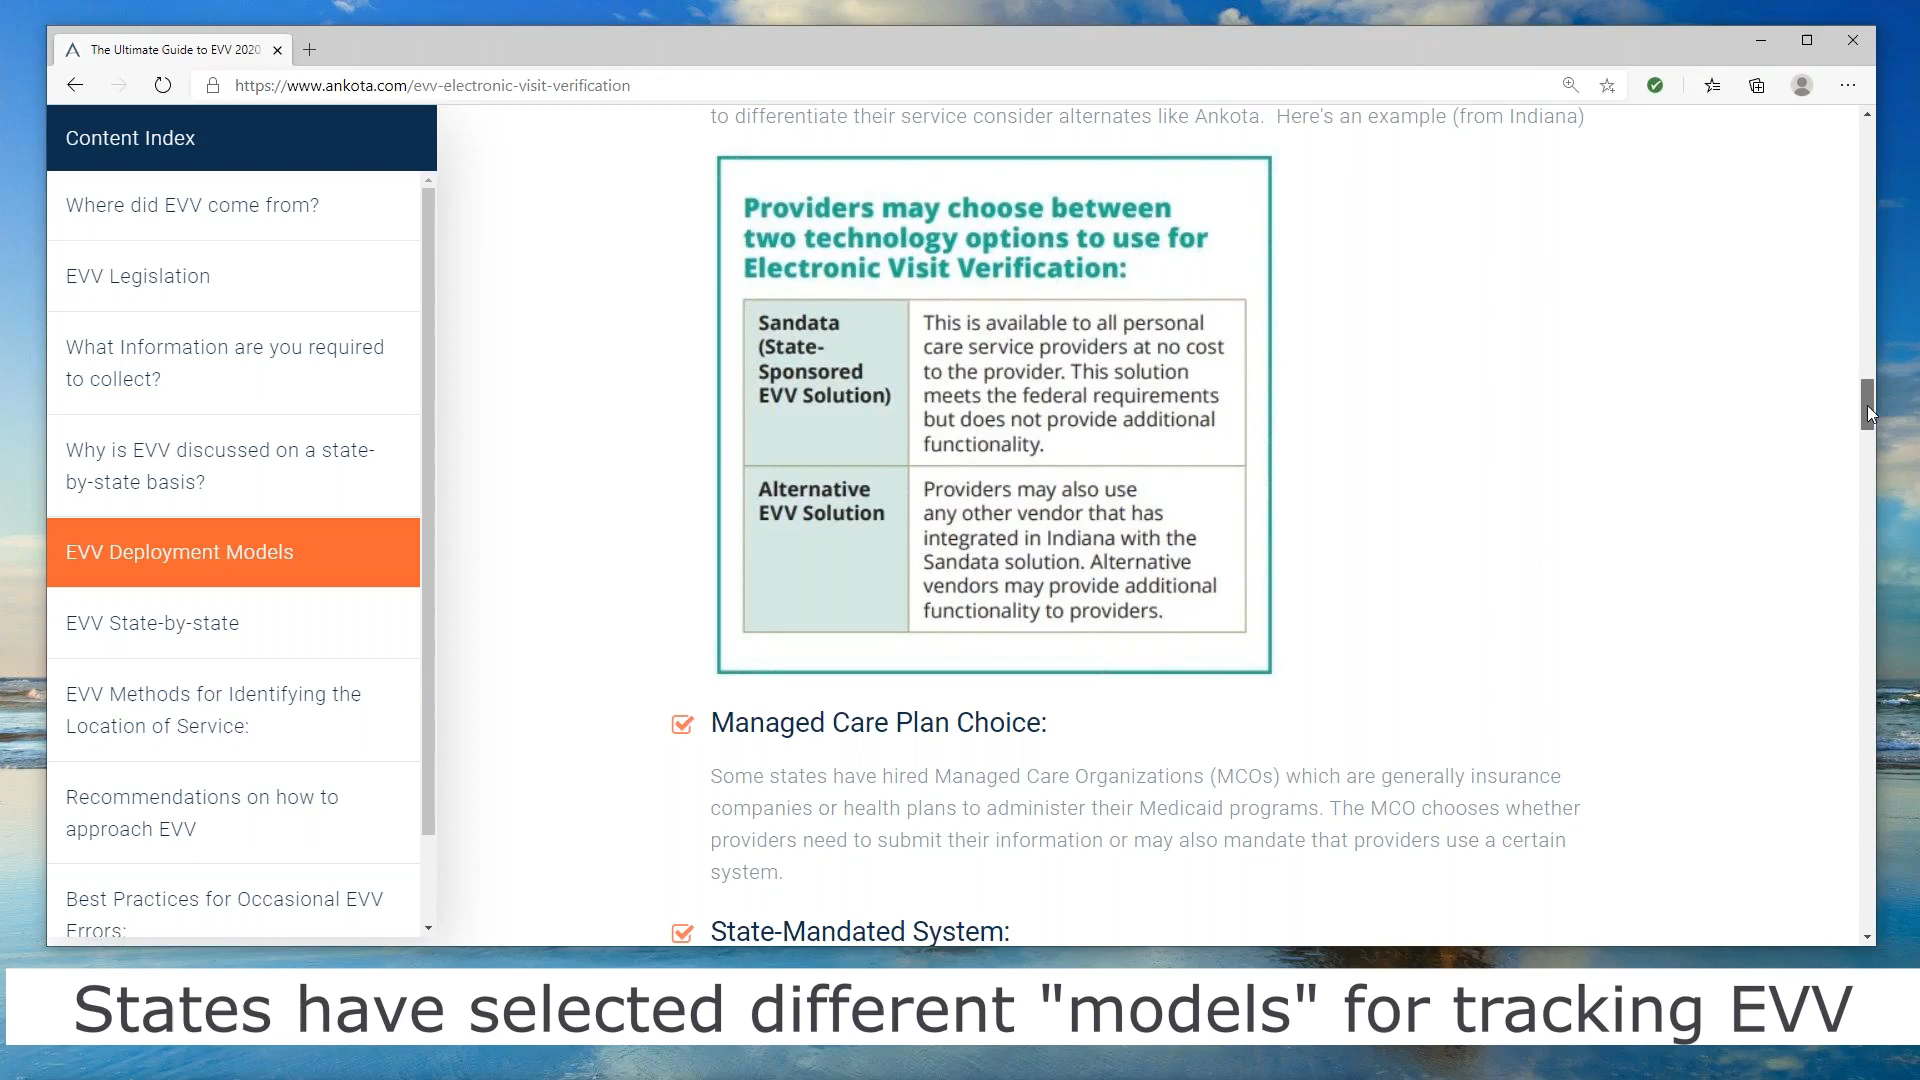 The Ultimate Guide to EVV 2020
https://www.ankota.com/evv-electronic-visit-verification
Content Index
Where did EVV come from?
EVV Legislation
What Information are you required
to collect?
Why is EVV discussed on a state-
by-state basis?
EVV Deployment Models
EVV State-by-state
EVV Methods for Identifying the
Location of Service:
Recommendations on how to
approach EVV
Best Practices for Occasional EVV
Errors:
to differentiate their service consider alternates like Ankota.  Here's an example (from Indiana)
Providers may choose between
two technology options to use for
Electronic Visit Verification:
Sandata
(State-
Sponsored
EVV Solution)
This is available to all personal
care service providers at no cost
to the provider. This solution
meets the federal requirements
but does not provide additional
functionality.
Alternative
EVV Solution
Providers may also use
any other vendor that has
integrated in Indiana with the
Sandata solution. Alternative
vendors may provide additional
functionality to providers.
Managed Care Plan Choice:
Some states have hired Managed Care Organizations (MCOs) which are generally insurance
companies or health plans to administer their Medicaid programs. The MCO chooses whether
providers need to submit their information or may also mandate that providers use a certain
system.
State-Mandated System:
States have selected different "models" for tracking EVV